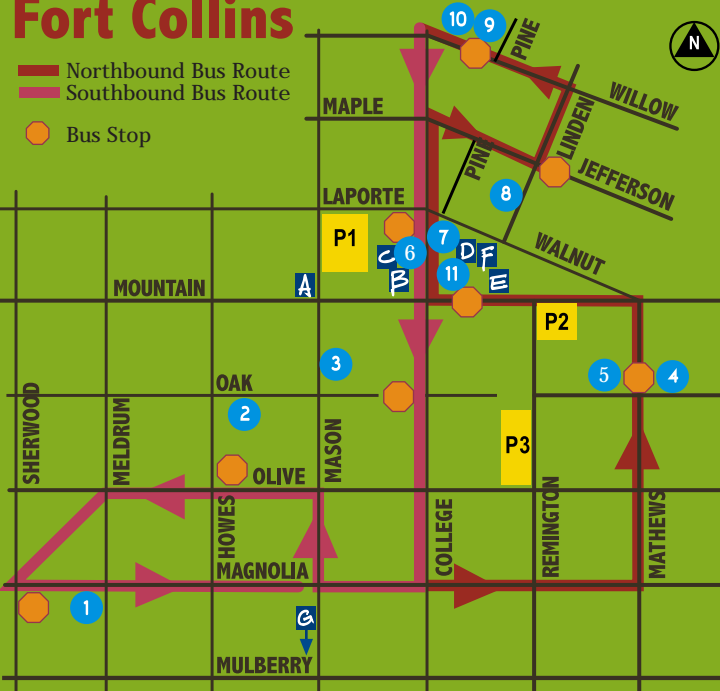 Fort Collins
Northbound Bus Route
Southbound Bus Route
Bus Stop
10
9
PINE
N
WILLOW
MAPLE
PINE
LINDEN
JEFFERSON
8
LAPORTE
P1
C
6
B
7
D
F
11
E
WALNUT
A
MOUNTAIN
P2
3
5
4
OAK
2
SHERWOOD
MELDRUM
MASON
P3
OLIVE
HOWES
COLLEGE
REMINGTON
MATHEWS
MAGNOLIA
1
G
MULBERRY